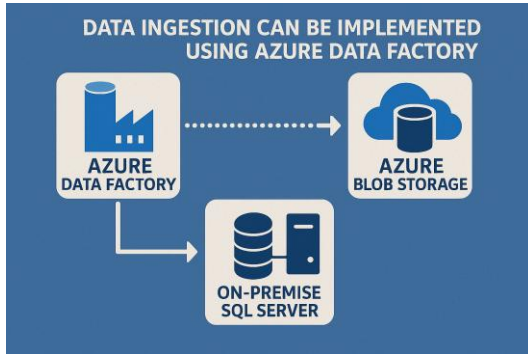 DATA INGESTION CAN BE IMPLEMENTED
USING AZURE DATA FACTORY
AZURE
DATA FACTORY
AZURE
BLOB STORAGE
ON-PREMISE
SQL SERVER